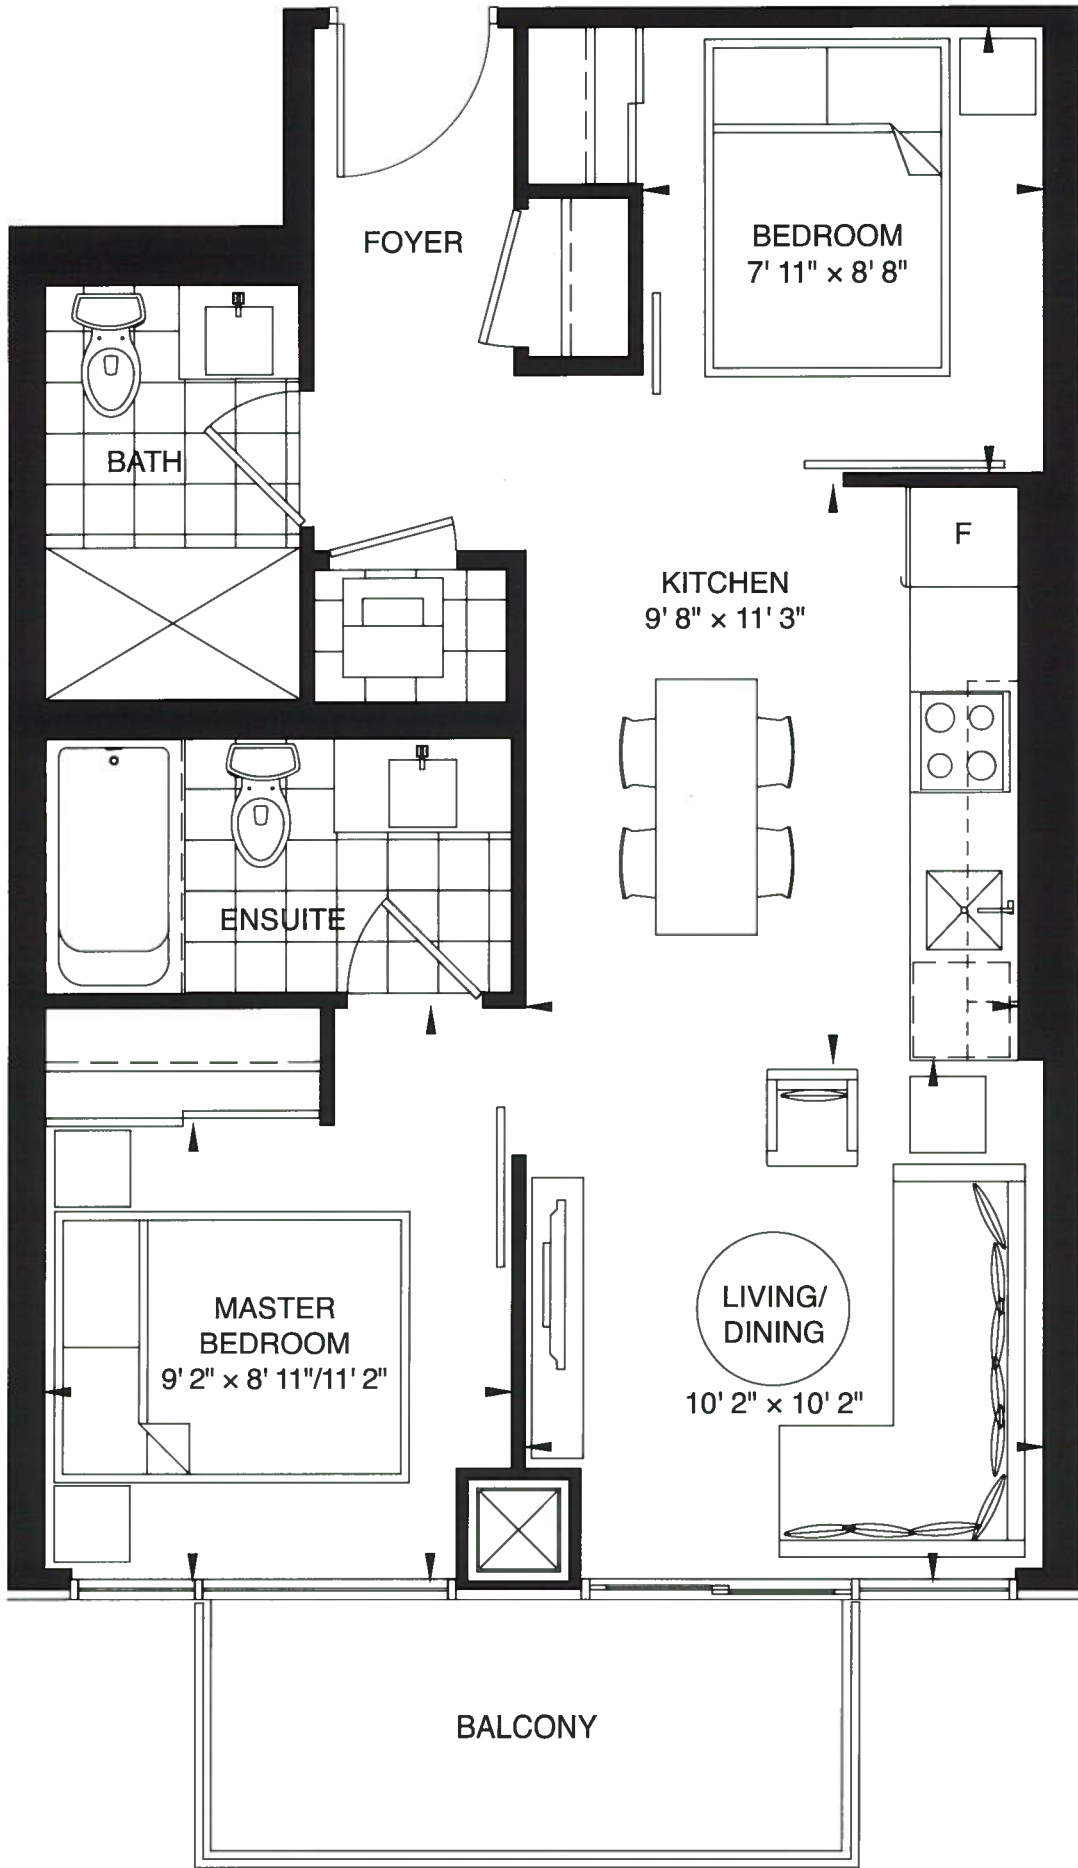 FOYER
BEDROOM
7' 11" × 8' 8"
BATH
F
KITCHEN
9' 8" × 11' 3"
ENSUITE
MASTER
BEDROOM
9' 2" × 8' 11"/11' 2"
LIVING/
DINING
10' 2" × 10' 2"
BALCONY